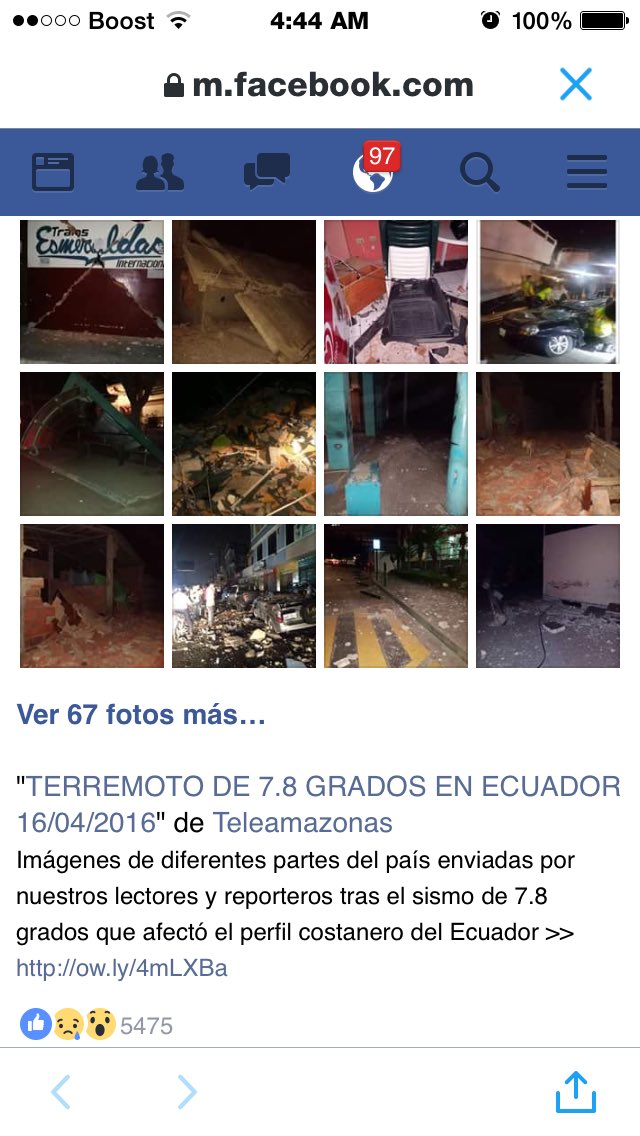 Boost 4:44 AM 100%
m.facebook.com
97
Trans
Esmeraldas
Internacion
Ver 67 fotos más...
"TERREMOTO DE 7.8 GRADOS EN ECUADOR
16/04/2016" de Teleamazonas
Imágenes de diferentes partes del país enviadas por
nuestros lectores y reporteros tras el sismo de 7.8
grados que afectó el perfil costanero del Ecuador >>
http://ow.ly/4mLXBa
5475